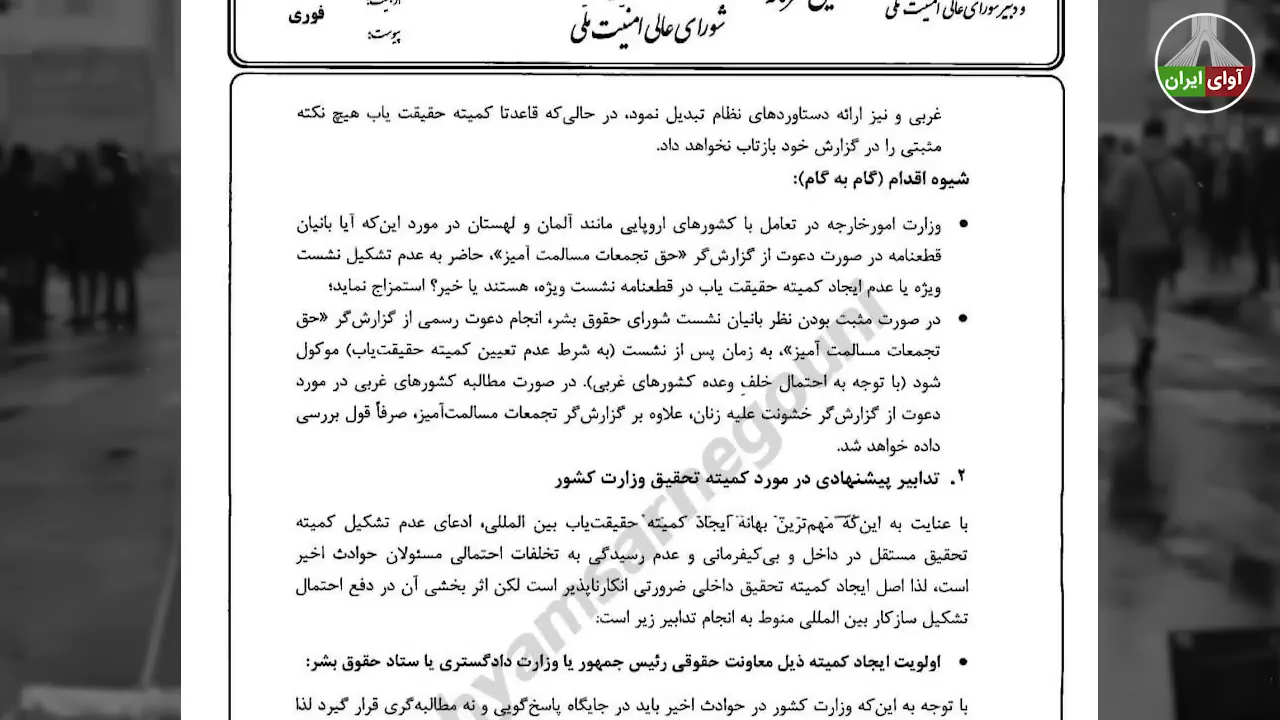 و دبیر شورای عالی امنیت ملی
شورای عالی امنیت ملی
پیوست:
فوری
آوای ایران
غربی و نیز ارائه دستاوردهای نظام تبدیل نمود، در حالی‌که قاعدتا کمیته حقیقت یاب هیچ نکته
مثبتی را در گزارش خود بازتاب نخواهد داد.
شیوه اقدام (گام به گام):
• وزارت امورخارجه در تعامل با کشورهای اروپایی مانند آلمان و لهستان در مورد این‌که آیا بانیان
قطعنامه در صورت دعوت از گزارش‌گر «حق تجمعات مسالمت آمیز»، حاضر به عدم تشکیل نشست
ویژه یا عدم ایجاد کمیته حقیقت یاب در قطعنامه نشست ویژه، هستند یا خیر؟ استمزاج نماید؛
• در صورت مثبت بودن نظر بانیان نشست شورای حقوق بشر، انجام دعوت رسمی از گزارش‌گر «حق
تجمعات مسالمت آمیز»، به زمان پس از نشست (به شرط عدم تعیین کمیته حقیقت‌یاب) موکول
شود (با توجه به احتمال خلفِ وعده کشورهای غربی). در صورت مطالبه کشورهای غربی در مورد
دعوت از گزارش‌گر خشونت علیه زنان، علاوه بر گزارش‌گر تجمعات مسالمت‌آمیز، صرفاً قول بررسی
داده خواهد شد.
۲. تدابیر پیشنهادی در مورد کمیته تحقیق وزارت کشور
با عنایت به این‌که مهم‌ترین بهانه ایجاد کمیته حقیقت‌یاب بین المللی، ادعای عدم تشکیل کمیته
تحقیق مستقل در داخل و بی‌کیفرمانی و عدم رسیدگی به تخلفات احتمالی مسئولان حوادث اخیر
است، لذا اصل ایجاد کمیته تحقیق داخلی ضرورتی انکارناپذیر است لکن اثر بخشی آن در دفع احتمال
تشکیل سازکار بین المللی منوط به انجام تدابیر زیر است:
• اولویت ایجاد کمیته ذیل معاونت حقوقی رئیس جمهور یا وزارت دادگستری یا ستاد حقوق بشر:
با توجه به این‌که وزارت کشور در حوادث اخیر باید در جایگاه پاسخ‌گویی و نه مطالبه‌گری قرار گیرد لذا
hyamsarnegouni